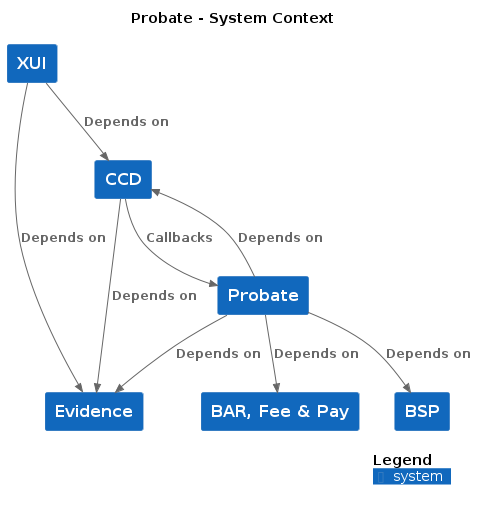 Probate - System Context
XUI
Depends on
CCD
Depends on
Callbacks
Depends on
Depends on
Probate
Depends on
Depends on
Depends on
Evidence
BAR, Fee & Pay
BSP
Legend
system